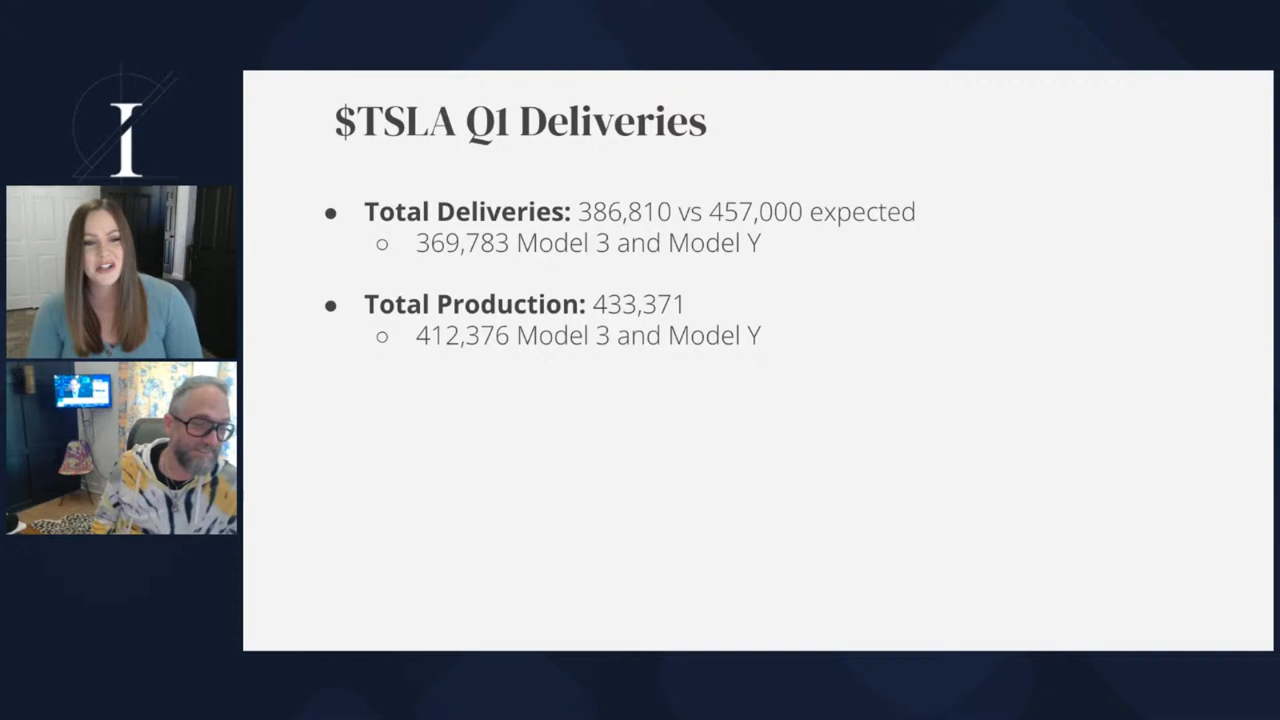 I
$TSLA Q1 Deliveries
● Total Deliveries: 386,810 vs 457,000 expected
○ 369,783 Model 3 and Model Y
● Total Production: 433,371
○ 412,376 Model 3 and Model Y